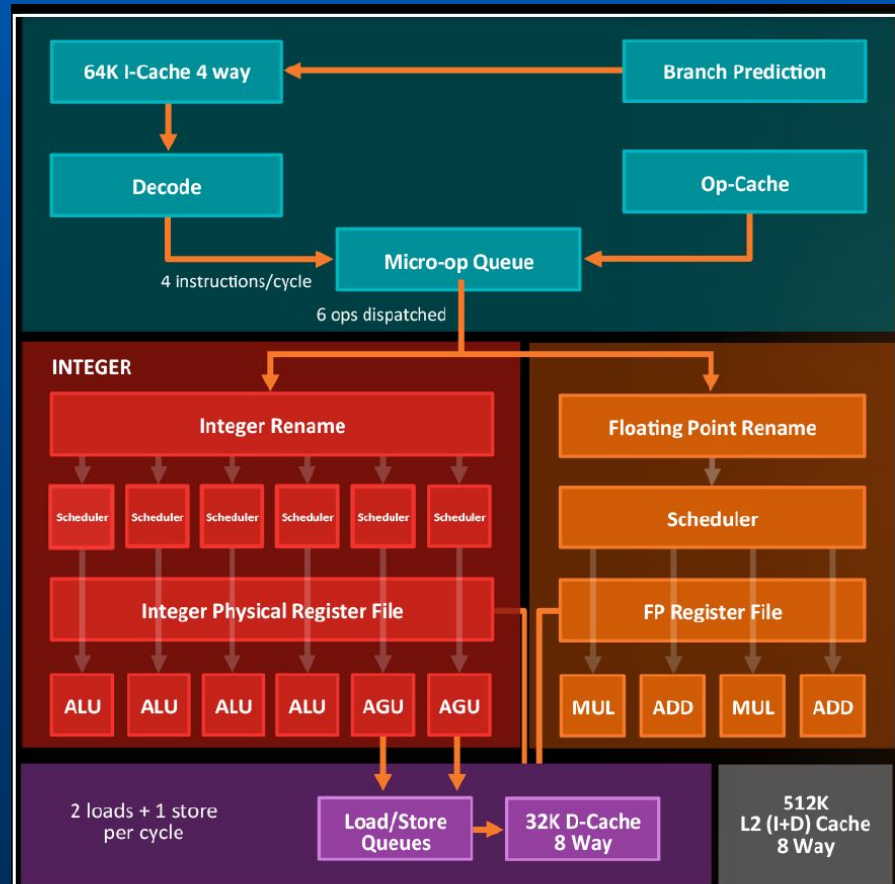 64K I-Cache 4 way
Branch Prediction
Decode
Op-Cache
Micro-op Queue
4 instructions/cycle
6 ops dispatched
INTEGER
Integer Rename
Floating Point Rename
Scheduler
Scheduler
Scheduler
Scheduler
Scheduler
Scheduler
Scheduler
Integer Physical Register File
FP Register File
ALU
ALU
ALU
ALU
AGU
AGU
MUL
ADD
MUL
ADD
2 loads + 1 store
per cycle
Load/Store
Queues
32K D-Cache
8 Way
512K
L2 (I+D) Cache
8 Way